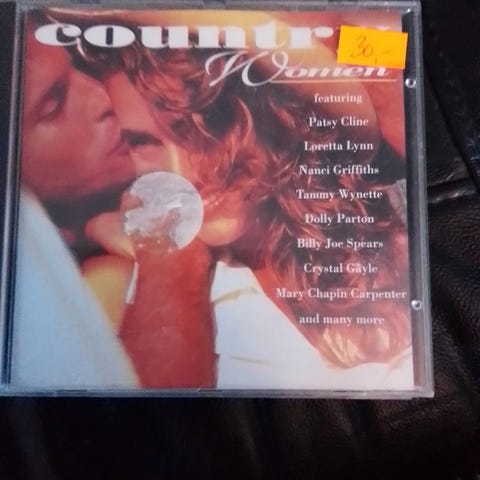 country
30,-
Women
featuring
Patsy Cline
Loretta Lynn
Nanci Griffiths
Tammy Wynette
Dolly Parton
Billy Joe Spears
Crystal Gayle
Mary Chapin Carpenter
and many more